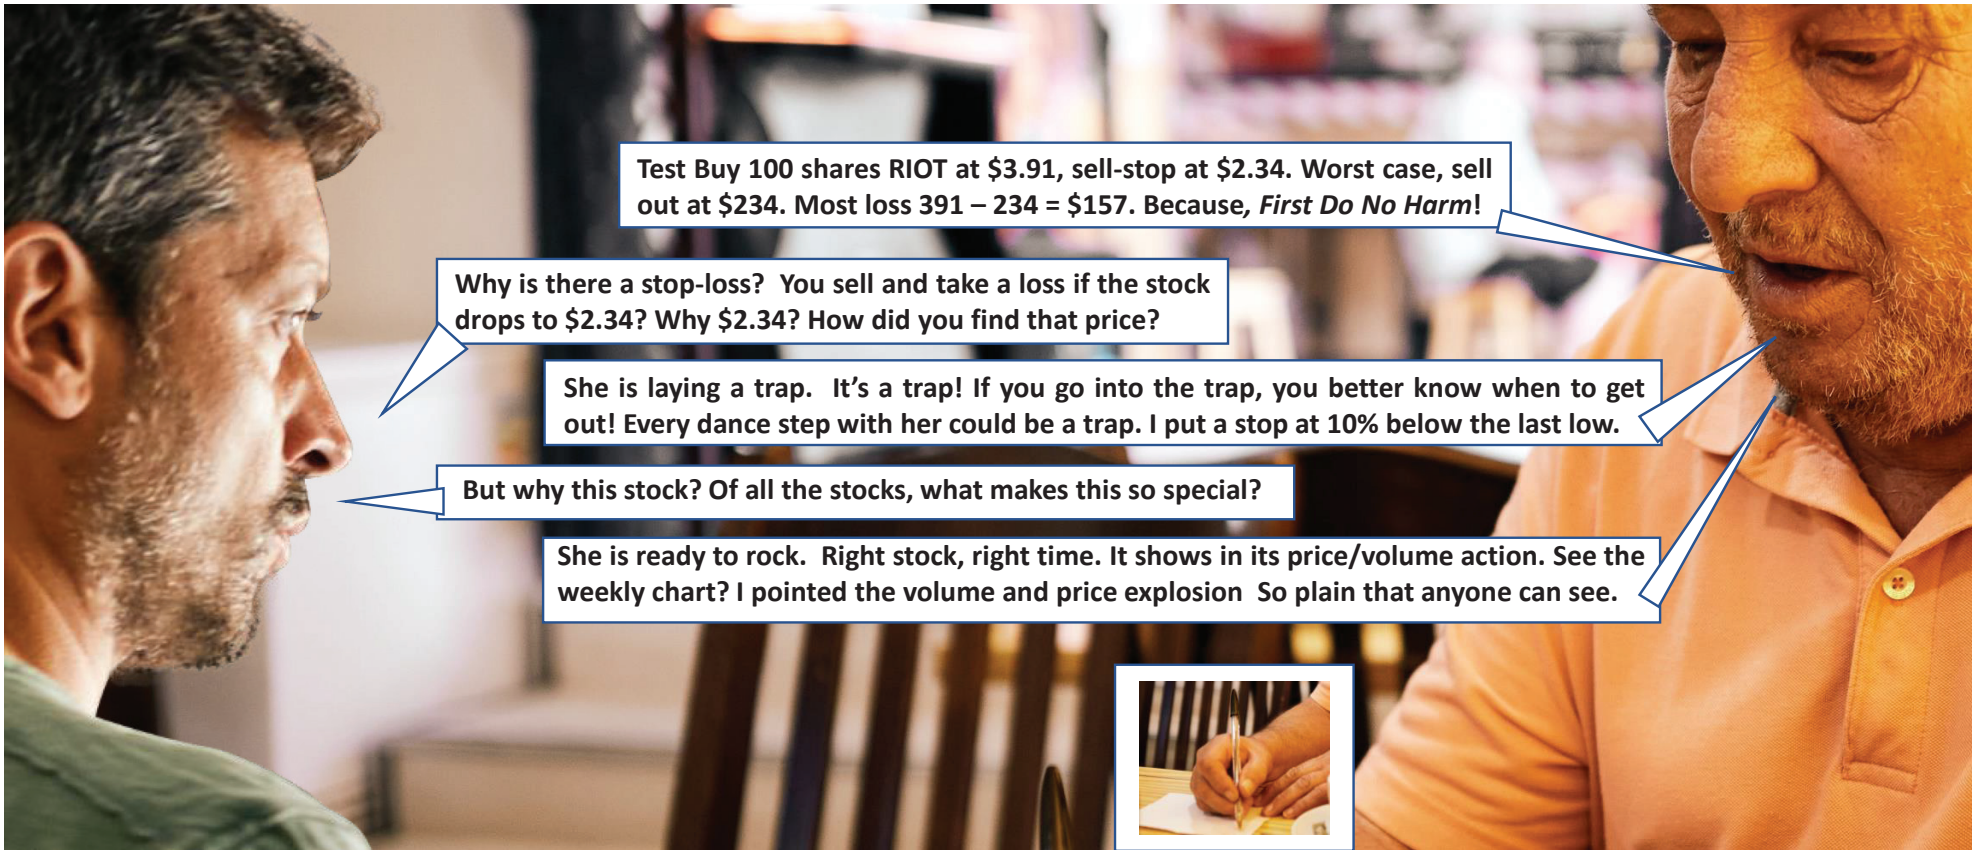 Test Buy 100 shares RIOT at $3.91, sell-stop at $2.34. Worst case, sell
out at $234. Most loss 391 – 234 = $157. Because, First Do No Harm!
Why is there a stop-loss? You sell and take a loss if the stock
drops to $2.34? Why $2.34? How did you find that price?
She is laying a trap. It’s a trap! If you go into the trap, you better know when to get
out! Every dance step with her could be a trap. I put a stop at 10% below the last low.
But why this stock? Of all the stocks, what makes this so special?
She is ready to rock. Right stock, right time. It shows in its price/volume action. See the
weekly chart? I pointed the volume and price explosion So plain that anyone can see.